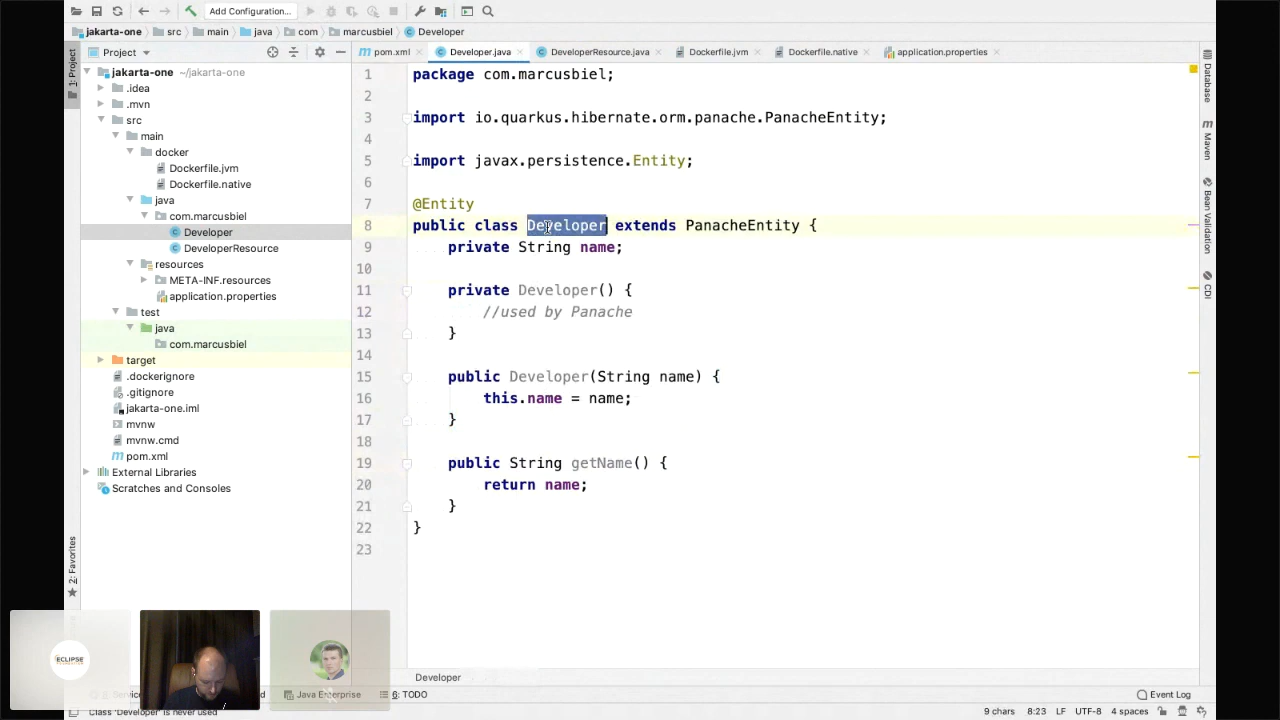 Add Configuration...
jakarta-one
src
main
java
com
marcusbiel
Developer
1: Project
Project
pom.xml
Developer.java
DeveloperResource.java
Dockerfile.jvm
Dockerfile.native
application.properties
jakarta-one ~/jakarta-one
.idea
.mvn
src
main
docker
Dockerfile.jvm
Dockerfile.native
java
com.marcusbiel
Developer
DeveloperResource
resources
META-INF.resources
application.properties
test
java
com.marcusbiel
target
.dockerignore
.gitignore
jakarta-one.iml
mvnw
mvnw.cmd
pom.xml
External Libraries
Scratches and Consoles
1 package com.marcusbiel;
2
3 import io.quarkus.hibernate.orm.panache.PanacheEntity;
4
5 import javax.persistence.Entity;
6
7 @Entity
8 public class Developer extends PanacheEntity {
9 private String name;
10
11 private Developer() {
12 //used by Panache
13 }
14
15 public Developer(String name) {
16 this.name = name;
17 }
18
19 public String getName() {
20 return name;
21 }
22 }
23
Database
Maven
Bean Validation
CDI
2: Favorites
ECLIPSE
FOUNDATION
Developer
Java Enterprise
6: TODO
Event Log
Class 'Developer' is never used
9 chars 8:23 LF UTF-8 4 spaces